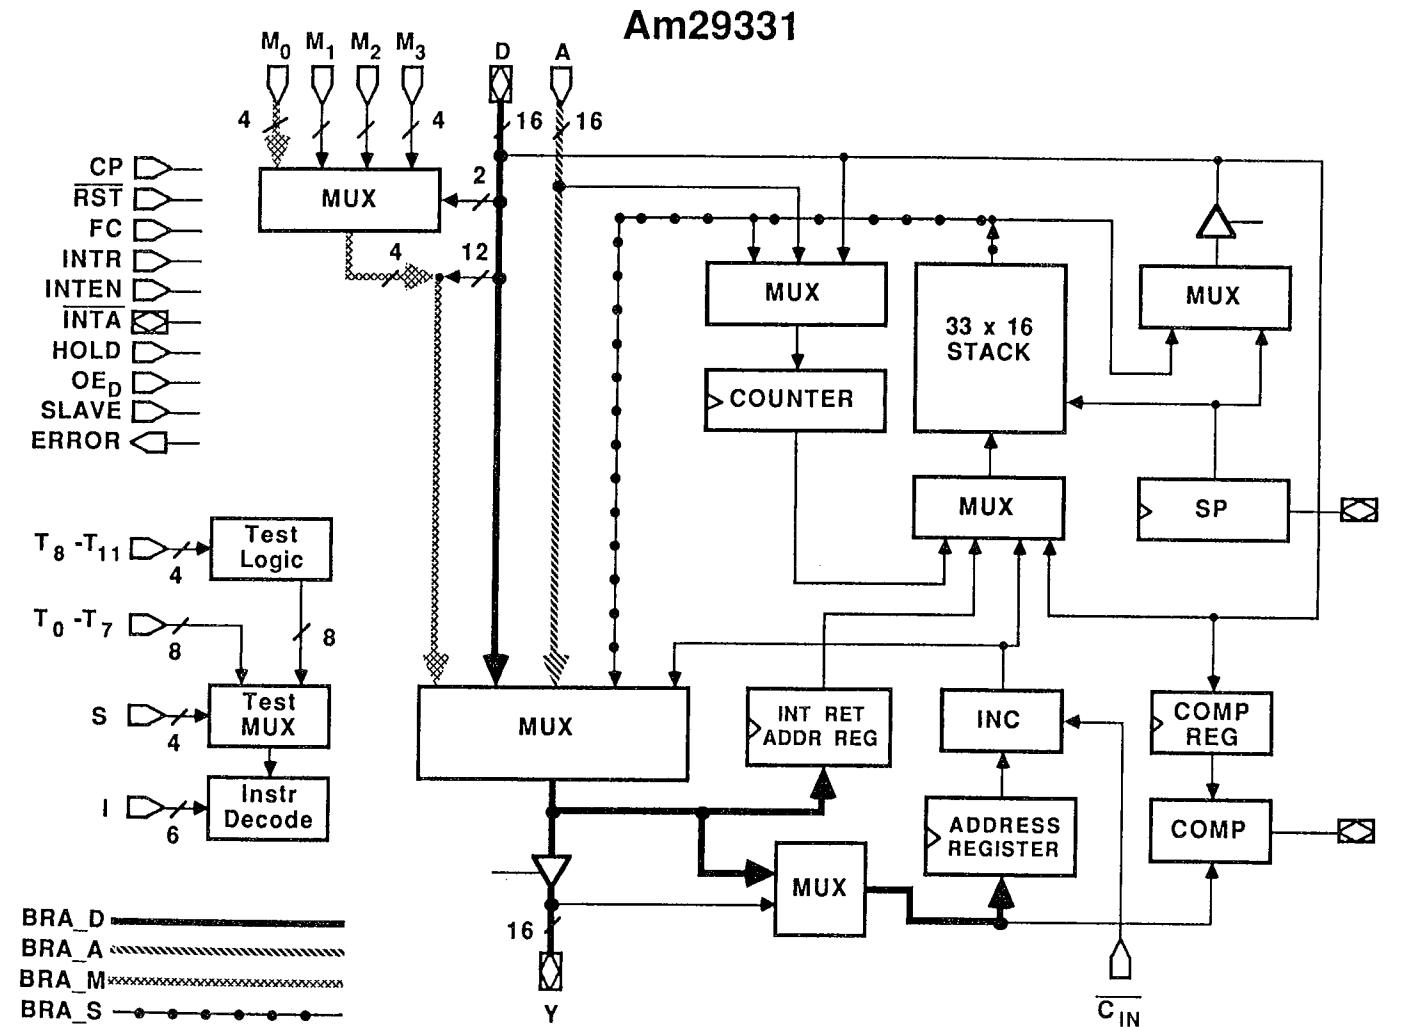 Am29331
M0 M1 M2 M3 D A
4 4 16 16
CP
RST
FC
INTR
INTEN
INTA
HOLD
OED
SLAVE
ERROR
MUX
2
4
12
MUX
COUNTER
33 x 16
STACK
MUX
MUX
SP
T8 -T11
4
Test
Logic
T0 -T7
8
8
S
4
Test
MUX
I
6
Instr
Decode
MUX
INT RET
ADDR REG
INC
COMP
REG
ADDRESS
REGISTER
COMP
MUX
16
Y
CIN
BRA_D
BRA_A
BRA_M
BRA_S